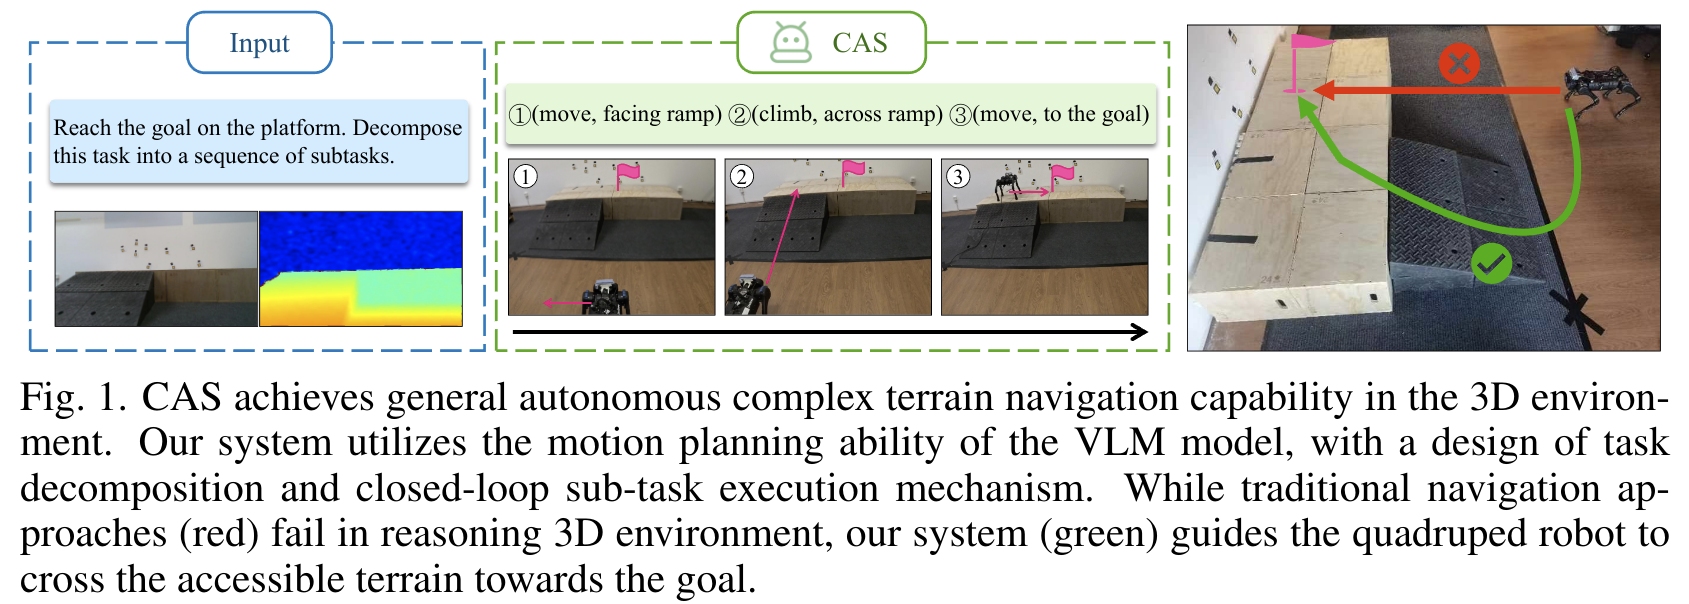 Input
CAS
Reach the goal on the platform. Decompose
this task into a sequence of subtasks.
①(move, facing ramp) ②(climb, across ramp) ③(move, to the goal)
1
2
3
Fig. 1. CAS achieves general autonomous complex terrain navigation capability in the 3D environ-
ment. Our system utilizes the motion planning ability of the VLM model, with a design of task
decomposition and closed-loop sub-task execution mechanism. While traditional navigation ap-
proaches (red) fail in reasoning 3D environment, our system (green) guides the quadruped robot to
cross the accessible terrain towards the goal.